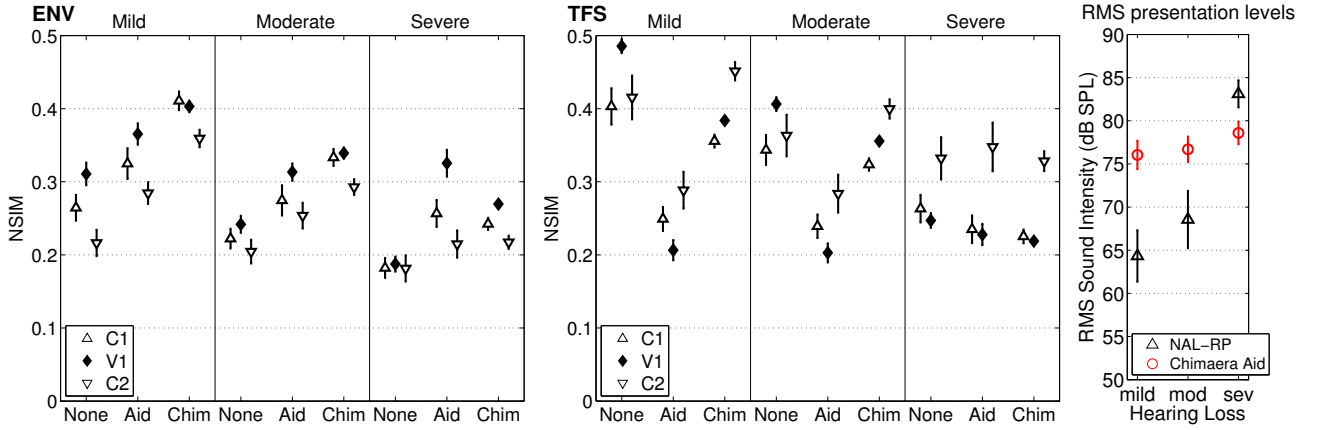 ENV
Mild Moderate Severe
NSIM
0.5
0.4
0.3
0.2
0.1
0
C1
V1
C2
None Aid Chim None Aid Chim None Aid Chim
TFS
Mild Moderate Severe
NSIM
0.5
0.4
0.3
0.2
0.1
0
C1
V1
C2
None Aid Chim None Aid Chim None Aid Chim
RMS presentation levels
RMS Sound Intensity (dB SPL)
90
85
80
75
70
65
60
55
50
NAL−RP
Chimaera Aid
mild mod sev
Hearing Loss